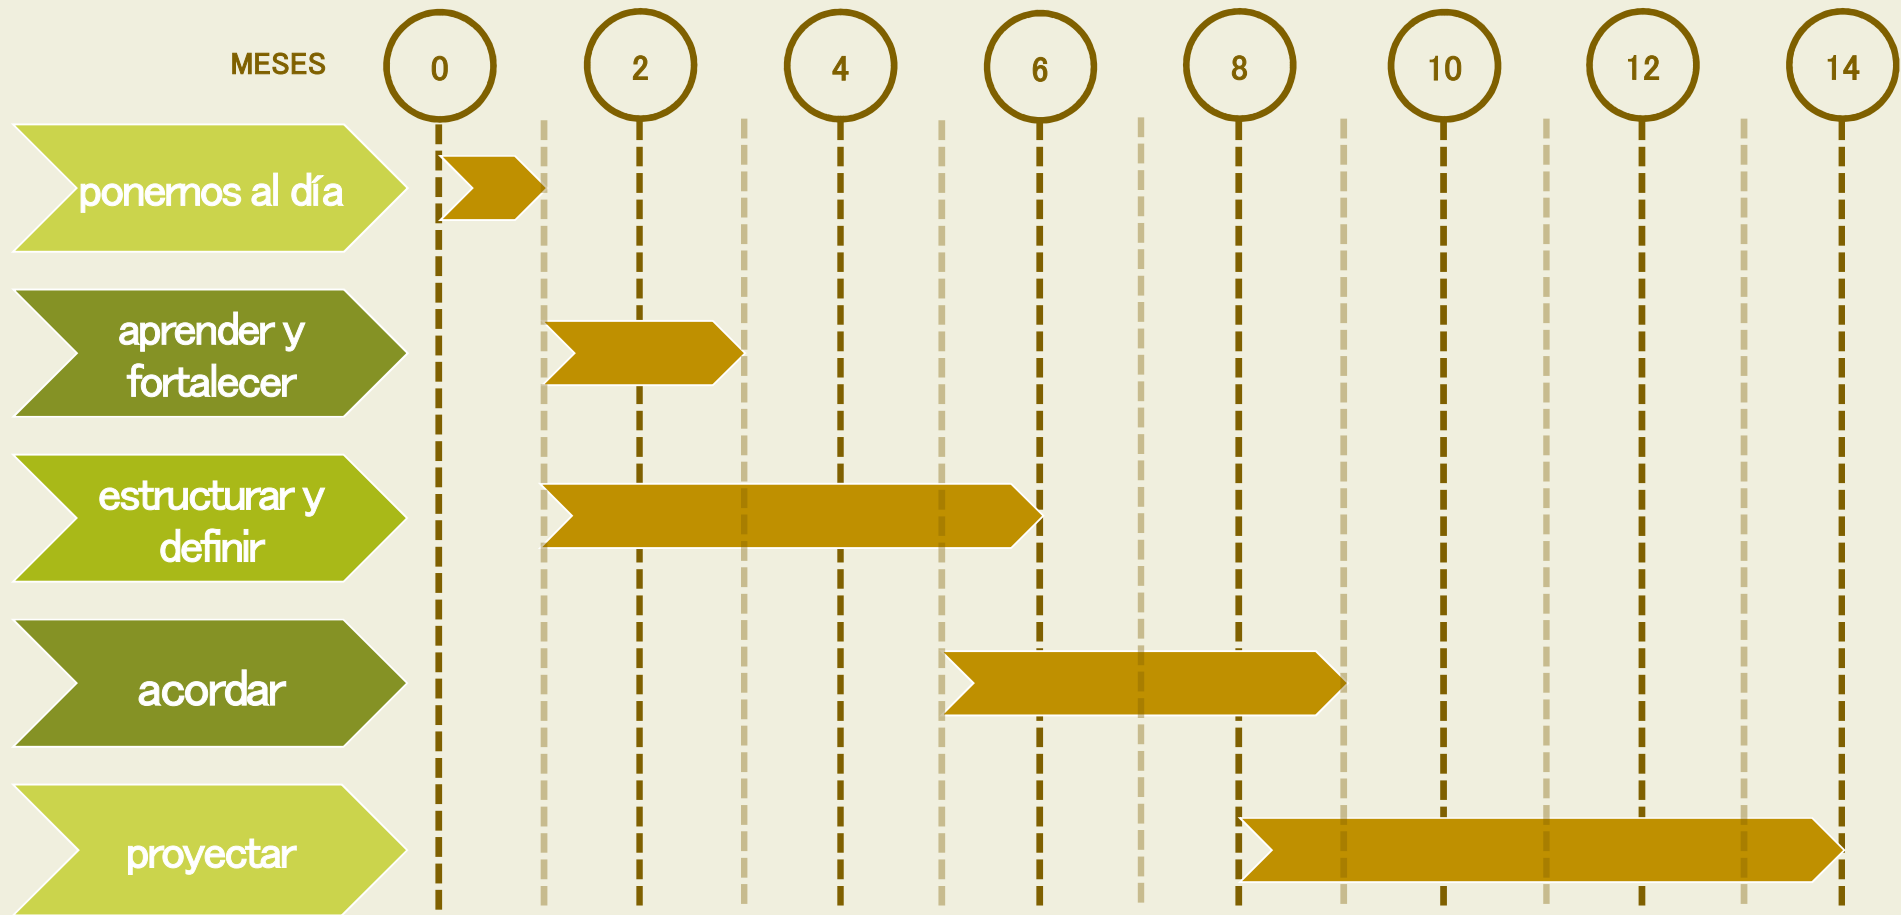 MESES
0
2
4
6
8
10
12
14
ponernos al día
aprender y
fortalecer
estructurar y
definir
acordar
proyectar